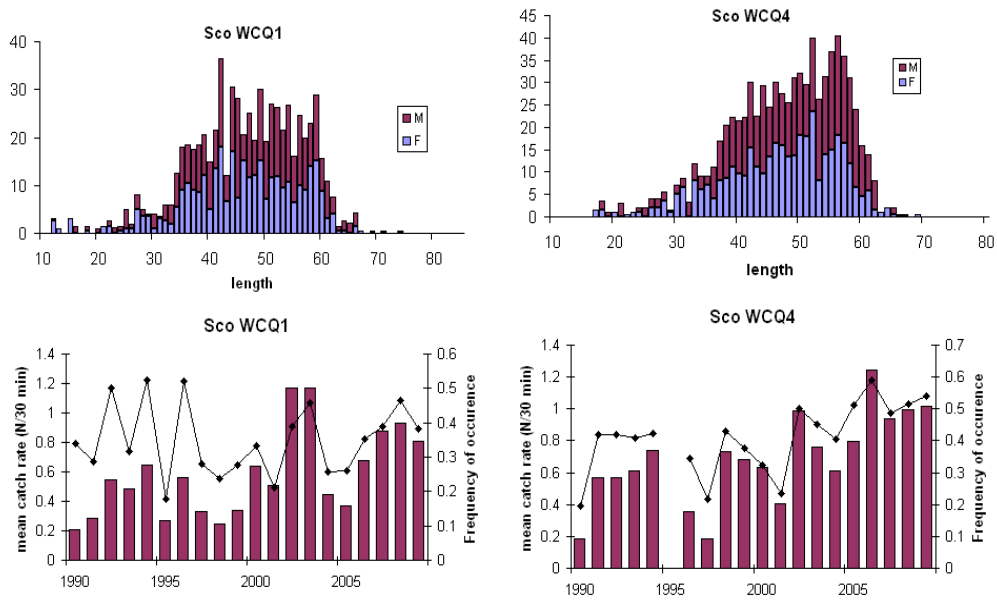 Sco WCQ1
40
30
20
10
0
M
F
10 20 30 40 50 60 70 80
length
Sco WCQ4
45
40
35
30
25
20
15
10
5
0
M
F
10 20 30 40 50 60 70 80
length
Sco WCQ1
mean catch rate (N/30 min)
1.4
1.2
1
0.8
0.6
0.4
0.2
0
0.6
0.5
0.4
0.3
0.2
0.1
0
Frequency of occurence
1990 1995 2000 2005
Sco WCQ4
mean catch rate (N/30 min)
1.4
1.2
1
0.8
0.6
0.4
0.2
0
0.7
0.6
0.5
0.4
0.3
0.2
0.1
0
Frequency of occurence
1990 1995 2000 2005